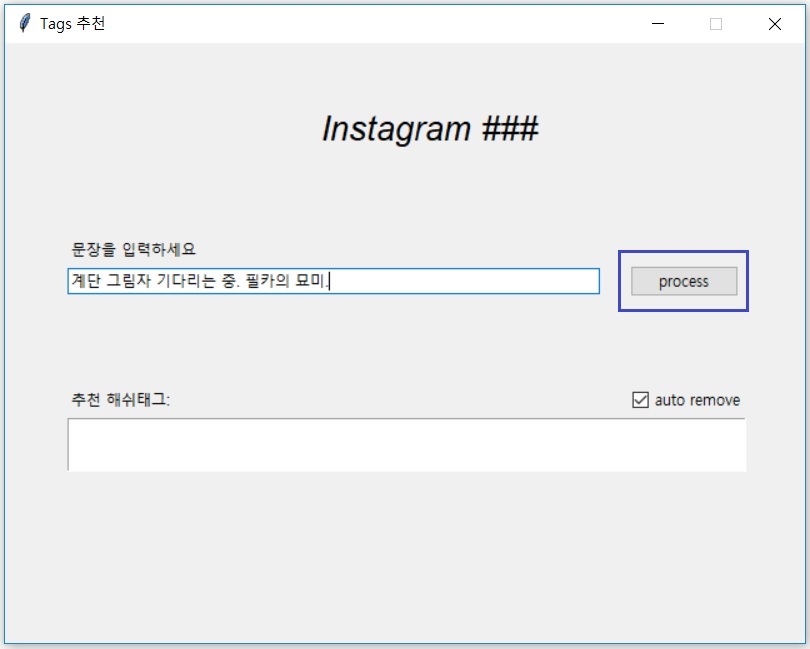 Tags 추천
Instagram ###
문장을 입력하세요
계단 그림자 기다리는 중. 필카의 묘미.
process
추천 해쉬태그:
auto remove